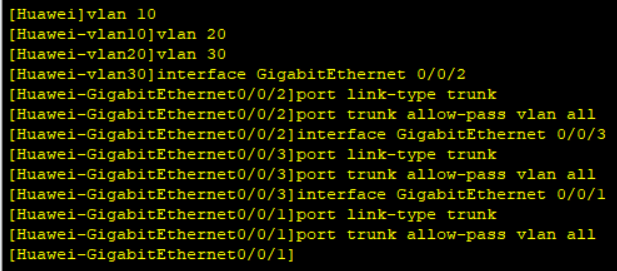 [Huawei]vlan 10
[Huawei-vlan10]vlan 20
[Huawei-vlan20]vlan 30
[Huawei-vlan30]interface GigabitEthernet 0/0/2
[Huawei-GigabitEthernet0/0/2]port link-type trunk
[Huawei-GigabitEthernet0/0/2]port trunk allow-pass vlan all
[Huawei-GigabitEthernet0/0/2]interface GigabitEthernet 0/0/3
[Huawei-GigabitEthernet0/0/3]port link-type trunk
[Huawei-GigabitEthernet0/0/3]port trunk allow-pass vlan all
[Huawei-GigabitEthernet0/0/3]interface GigabitEthernet 0/0/1
[Huawei-GigabitEthernet0/0/1]port link-type trunk
[Huawei-GigabitEthernet0/0/1]port trunk allow-pass vlan all
[Huawei-GigabitEthernet0/0/1]